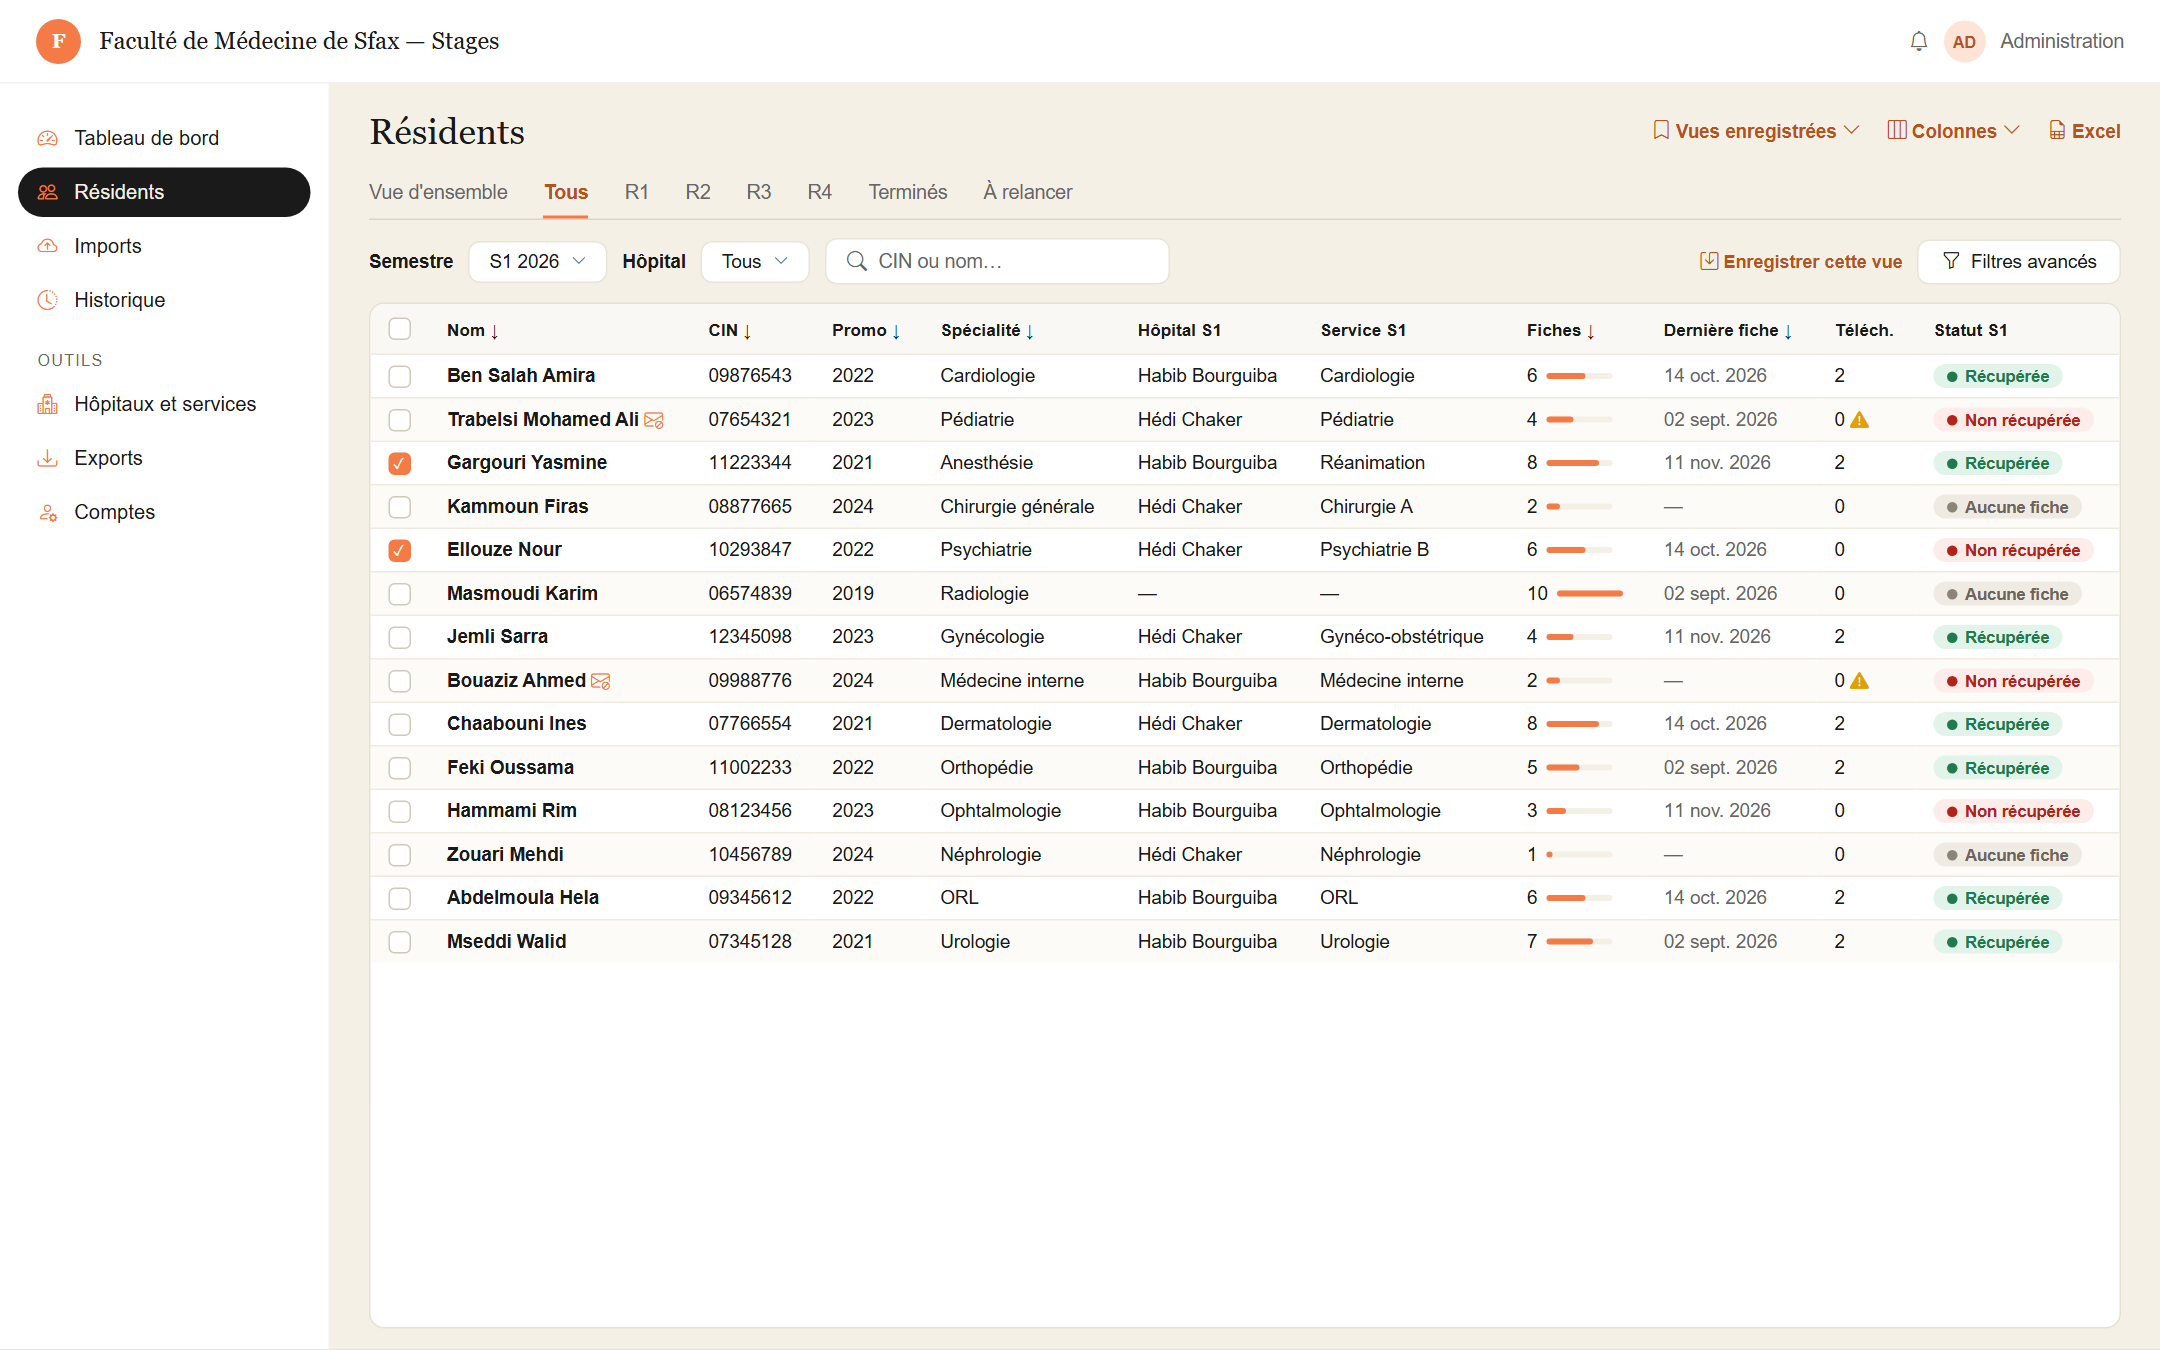 F Faculté de Médecine de Sfax — Stages AD Administration
Tableau de bord
Résidents
Imports
Historique
OUTILS
Hôpitaux et services
Exports
Comptes
Résidents Vues enregistrées Colonnes Excel
Vue d'ensemble Tous R1 R2 R3 R4 Terminés À relancer
Semestre S1 2026 Hôpital Tous CIN ou nom… Enregistrer cette vue Filtres avancés
Nom ↓ CIN ↓ Promo ↓ Spécialité ↓ Hôpital S1 Service S1 Fiches ↓ Dernière fiche ↓ Téléch. Statut S1
Ben Salah Amira 09876543 2022 Cardiologie Habib Bourguiba Cardiologie 6 14 oct. 2026 2 Récupérée
Trabelsi Mohamed Ali 07654321 2023 Pédiatrie Hédi Chaker Pédiatrie 4 02 sept. 2026 0 Non récupérée
Gargouri Yasmine 11223344 2021 Anesthésie Habib Bourguiba Réanimation 8 11 nov. 2026 2 Récupérée
Kammoun Firas 08877665 2024 Chirurgie générale Hédi Chaker Chirurgie A 2 — 0 Aucune fiche
Ellouze Nour 10293847 2022 Psychiatrie Hédi Chaker Psychiatrie B 6 14 oct. 2026 0 Non récupérée
Masmoudi Karim 06574839 2019 Radiologie — — 10 02 sept. 2026 0 Aucune fiche
Jemli Sarra 12345098 2023 Gynécologie Hédi Chaker Gynéco-obstétrique 4 11 nov. 2026 2 Récupérée
Bouaziz Ahmed 09988776 2024 Médecine interne Habib Bourguiba Médecine interne 2 — 0 Non récupérée
Chaabouni Ines 07766554 2021 Dermatologie Hédi Chaker Dermatologie 8 14 oct. 2026 2 Récupérée
Feki Oussama 11002233 2022 Orthopédie Habib Bourguiba Orthopédie 5 02 sept. 2026 2 Récupérée
Hammami Rim 08123456 2023 Ophtalmologie Habib Bourguiba Ophtalmologie 3 11 nov. 2026 0 Non récupérée
Zouari Mehdi 10456789 2024 Néphrologie Hédi Chaker Néphrologie 1 — 0 Aucune fiche
Abdelmoula Hela 09345612 2022 ORL Habib Bourguiba ORL 6 14 oct. 2026 2 Récupérée
Mseddi Walid 07345128 2021 Urologie Habib Bourguiba Urologie 7 02 sept. 2026 2 Récupérée